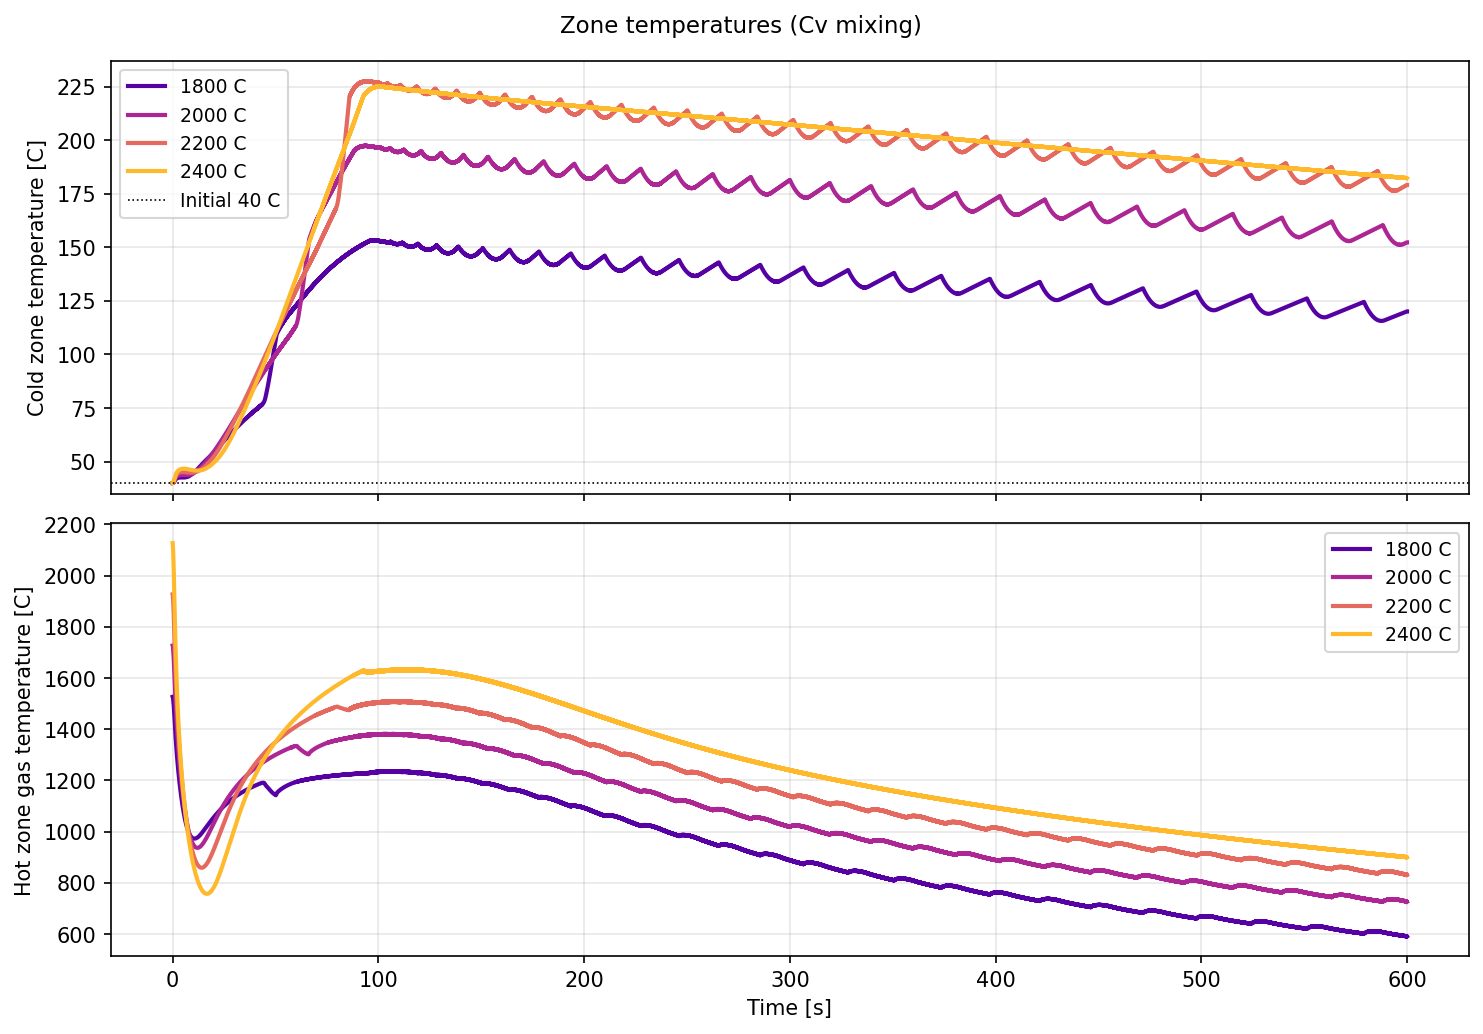 Zone temperatures (Cv mixing)
Cold zone temperature [C]
225
200
175
150
125
100
75
50
1800 C
2000 C
2200 C
2400 C
Initial 40 C
Hot zone gas temperature [C]
2200
2000
1800
1600
1400
1200
1000
800
600
1800 C
2000 C
2200 C
2400 C
0
100
200
300
400
500
600
Time [s]